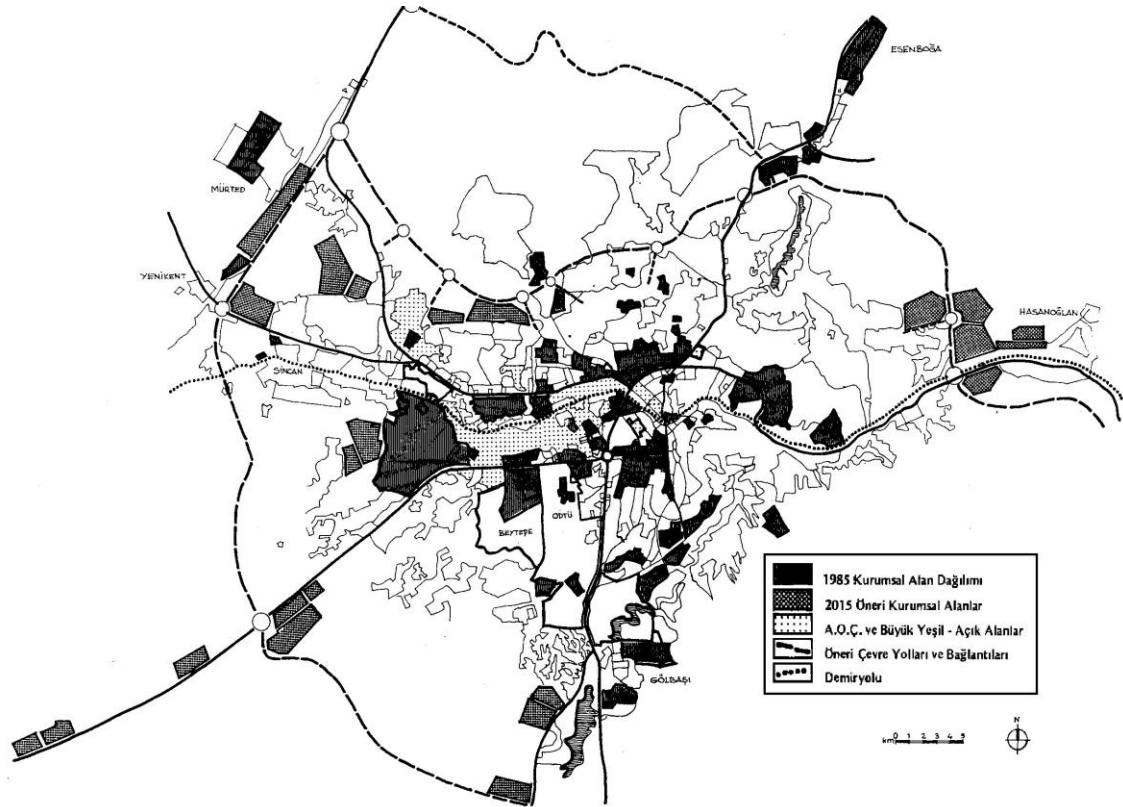 ESENBOĞA
MÜRTED
YENİKENT
HASANOĞLAN
SİNCAN
BEYTEPE
ODTÜ
GÖLBAŞI
1985 Kurumsal Alan Dağılımı
2015 Öneri Kurumsal Alanlar
A.O.Ç. ve Büyük Yeşil - Açık Alanlar
Öneri Çevre Yolları ve Bağlantıları
Demiryolu
km 0 1 2 3 4 5
N